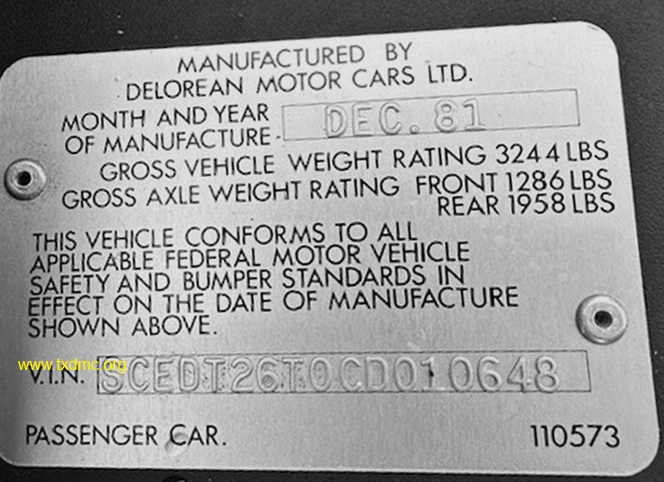 MANUFACTURED BY
DELOREAN MOTOR CARS LTD.
MONTH AND YEAR
OF MANUFACTURE - DEC. 81
GROSS VEHICLE WEIGHT RATING 3244 LBS
GROSS AXLE WEIGHT RATING FRONT 1286 LBS
REAR 1958 LBS
THIS VEHICLE CONFORMS TO ALL
APPLICABLE FEDERAL MOTOR VEHICLE
SAFETY AND BUMPER STANDARDS IN
EFFECT ON THE DATE OF MANUFACTURE
SHOWN ABOVE.
www.txdmc.org
V.I.N. SCEDT26T0CD010648
PASSENGER CAR. 110573